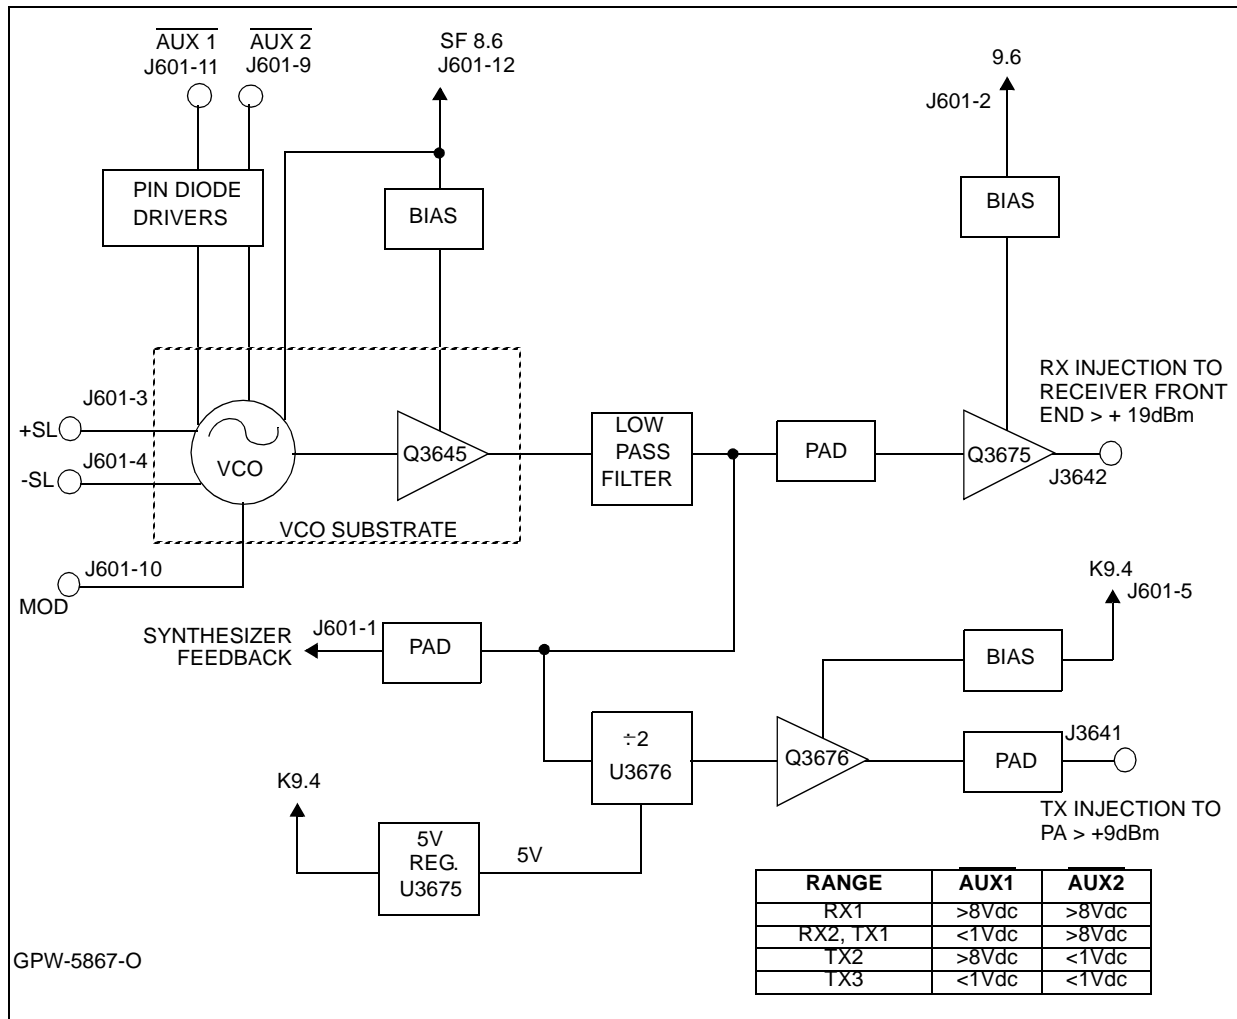 AUX 1
AUX 2
J601-11
J601-9
SF 8.6
J601-12
9.6
J601-2
PIN DIODE
DRIVERS
BIAS
BIAS
J601-3
+SL
J601-4
-SL
VCO
Q3645
LOW
PASS
FILTER
PAD
Q3675
RX INJECTION TO
RECEIVER FRONT
END > + 19dBm
J3642
VCO SUBSTRATE
J601-10
MOD
K9.4
J601-5
SYNTHESIZER
FEEDBACK
J601-1
PAD
BIAS
÷2
U3676
Q3676
PAD
J3641
TX INJECTION TO
PA > +9dBm
K9.4
5V
REG.
U3675
5V
RANGE AUX1 AUX2
RX1 >8Vdc >8Vdc
RX2, TX1 <1Vdc >8Vdc
TX2 >8Vdc <1Vdc
TX3 <1Vdc <1Vdc
GPW-5867-O